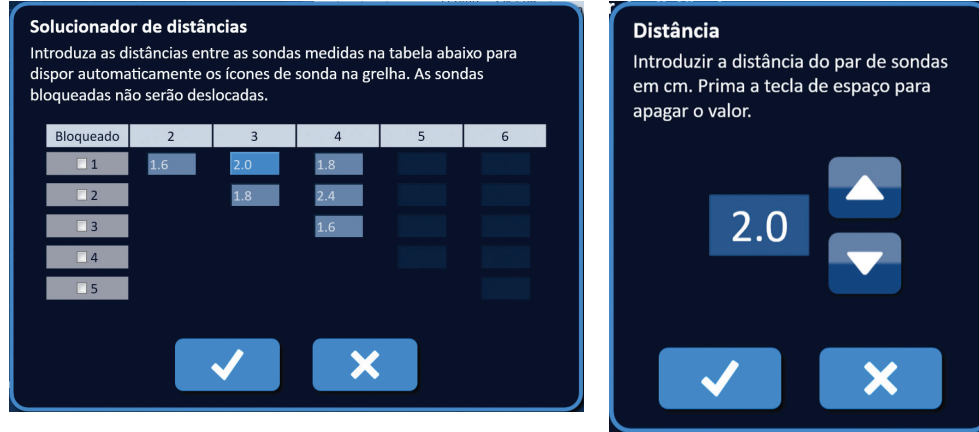 Solucionador de distâncias
Introduza as distâncias entre as sondas medidas na tabela abaixo para
dispor automaticamente os ícones de sonda na grelha. As sondas
bloqueadas não serão deslocadas.
Bloqueado 2 3 4 5 6
1 1.6 2.0 1.8
2 1.8 2.4
3 1.6
4
5
Distância
Introduzir a distância do par de sondas
em cm. Prima a tecla de espaço para
apagar o valor.
2.0